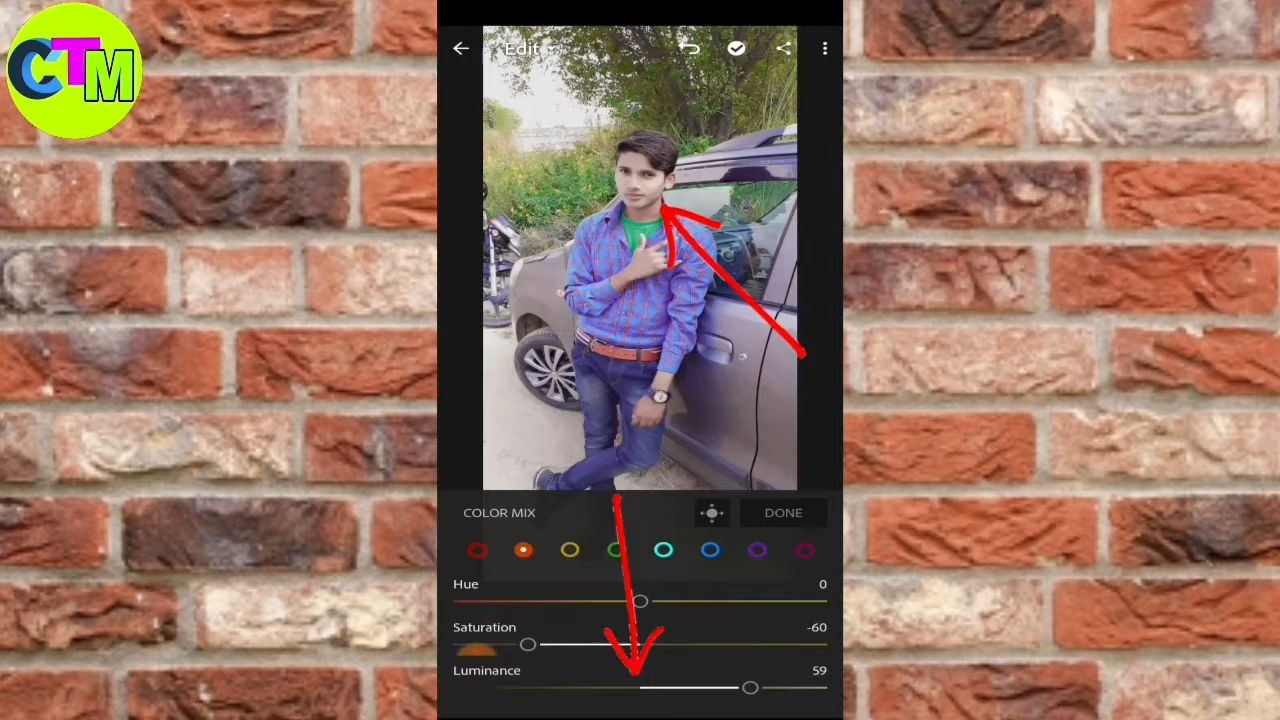 CTM
Edit
COLOR MIX
DONE
Hue
0
Saturation
-60
Luminance
59